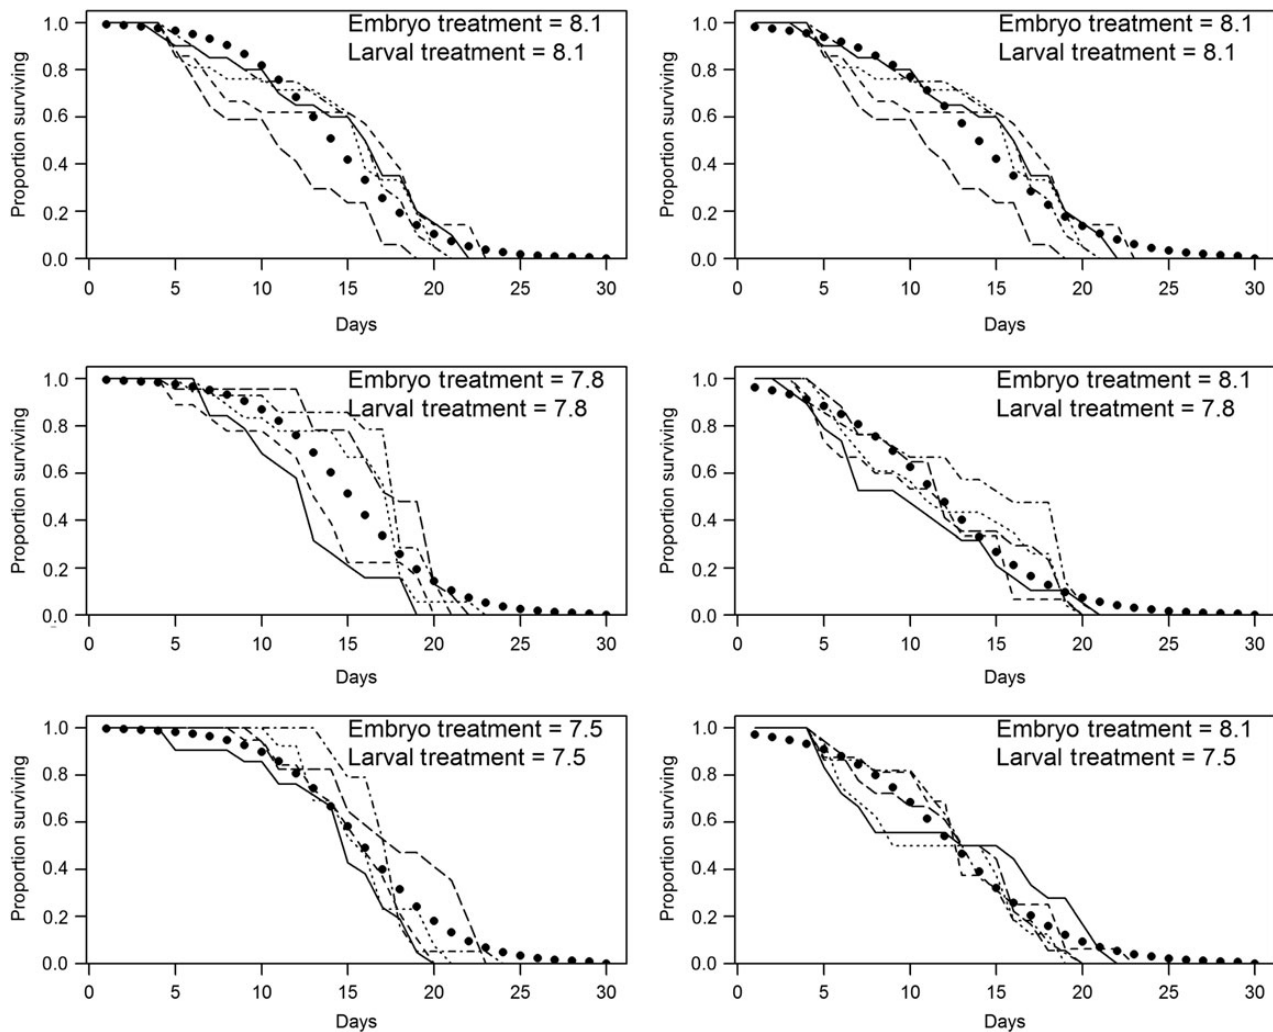 Embryo treatment = 8.1
Larval treatment = 8.1
Proportion surviving
1.0
0.8
0.6
0.4
0.2
0.0
0 5 10 15 20 25 30
Days
Embryo treatment = 8.1
Larval treatment = 8.1
Proportion surviving
1.0
0.8
0.6
0.4
0.2
0.0
0 5 10 15 20 25 30
Days
Embryo treatment = 7.8
Larval treatment = 7.8
Proportion surviving
1.0
0.8
0.6
0.4
0.2
0.0
0 5 10 15 20 25 30
Days
Embryo treatment = 8.1
Larval treatment = 7.8
Proportion surviving
1.0
0.8
0.6
0.4
0.2
0.0
0 5 10 15 20 25 30
Days
Embryo treatment = 7.5
Larval treatment = 7.5
Proportion surviving
1.0
0.8
0.6
0.4
0.2
0.0
0 5 10 15 20 25 30
Days
Embryo treatment = 8.1
Larval treatment = 7.5
Proportion surviving
1.0
0.8
0.6
0.4
0.2
0.0
0 5 10 15 20 25 30
Days